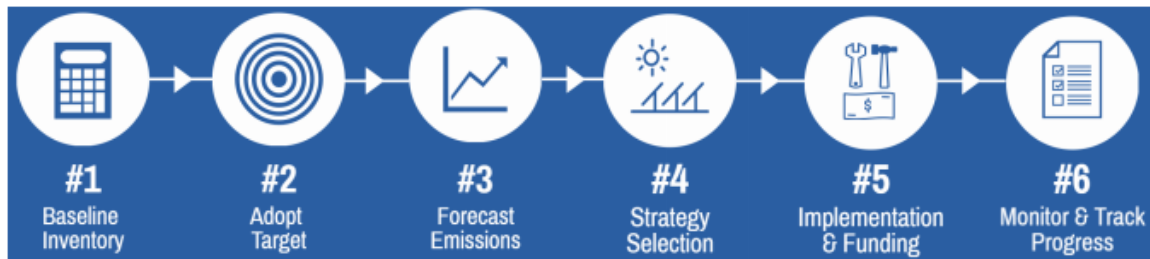 #1
Baseline
Inventory
#2
Adopt
Target
#3
Forecast
Emissions
#4
Strategy
Selection
$
#5
Implementation
& Funding
#6
Monitor & Track
Progress